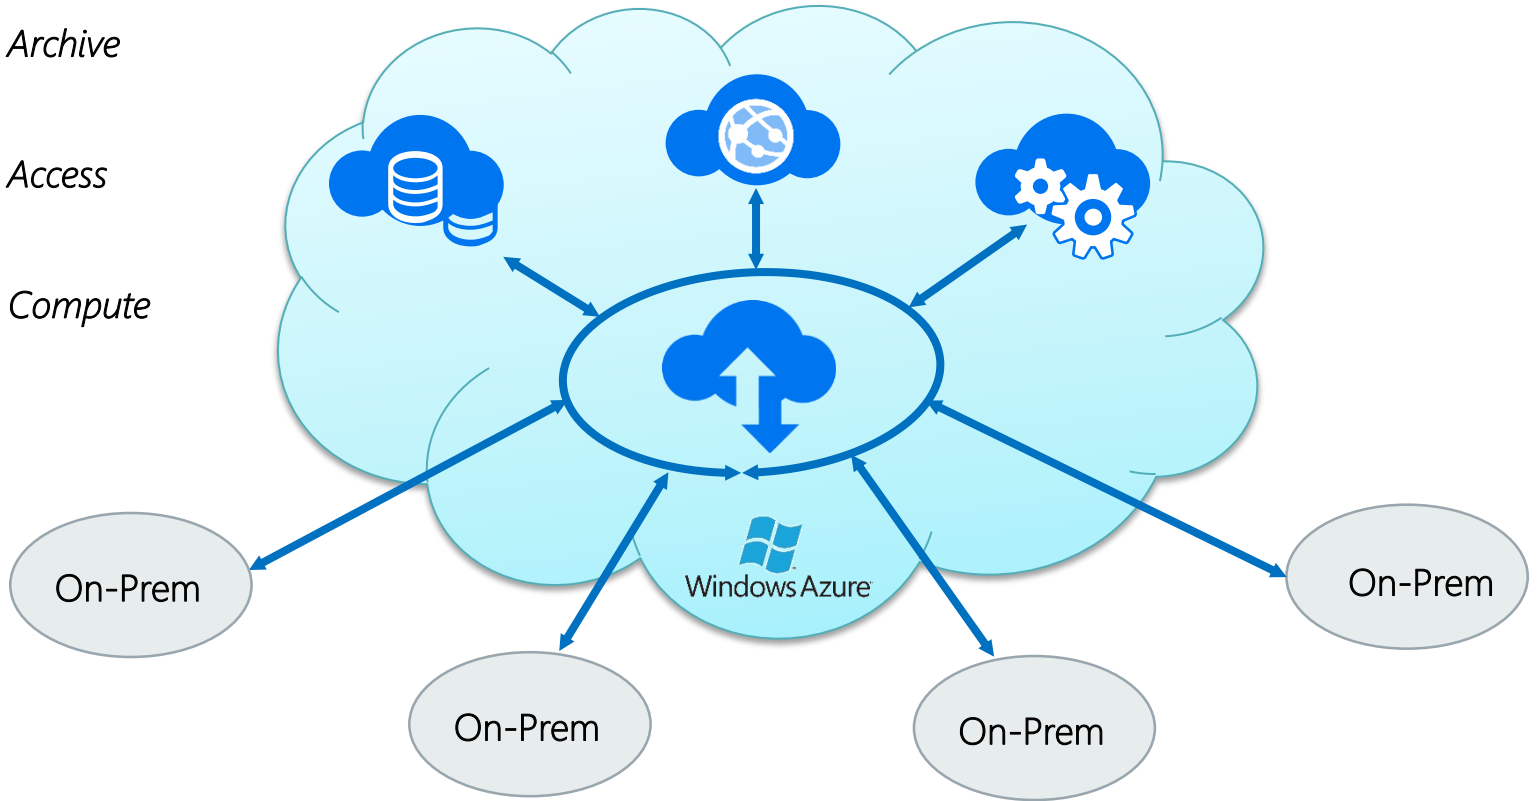 Archive
Access
Compute
Windows Azure
On-Prem
On-Prem
On-Prem
On-Prem